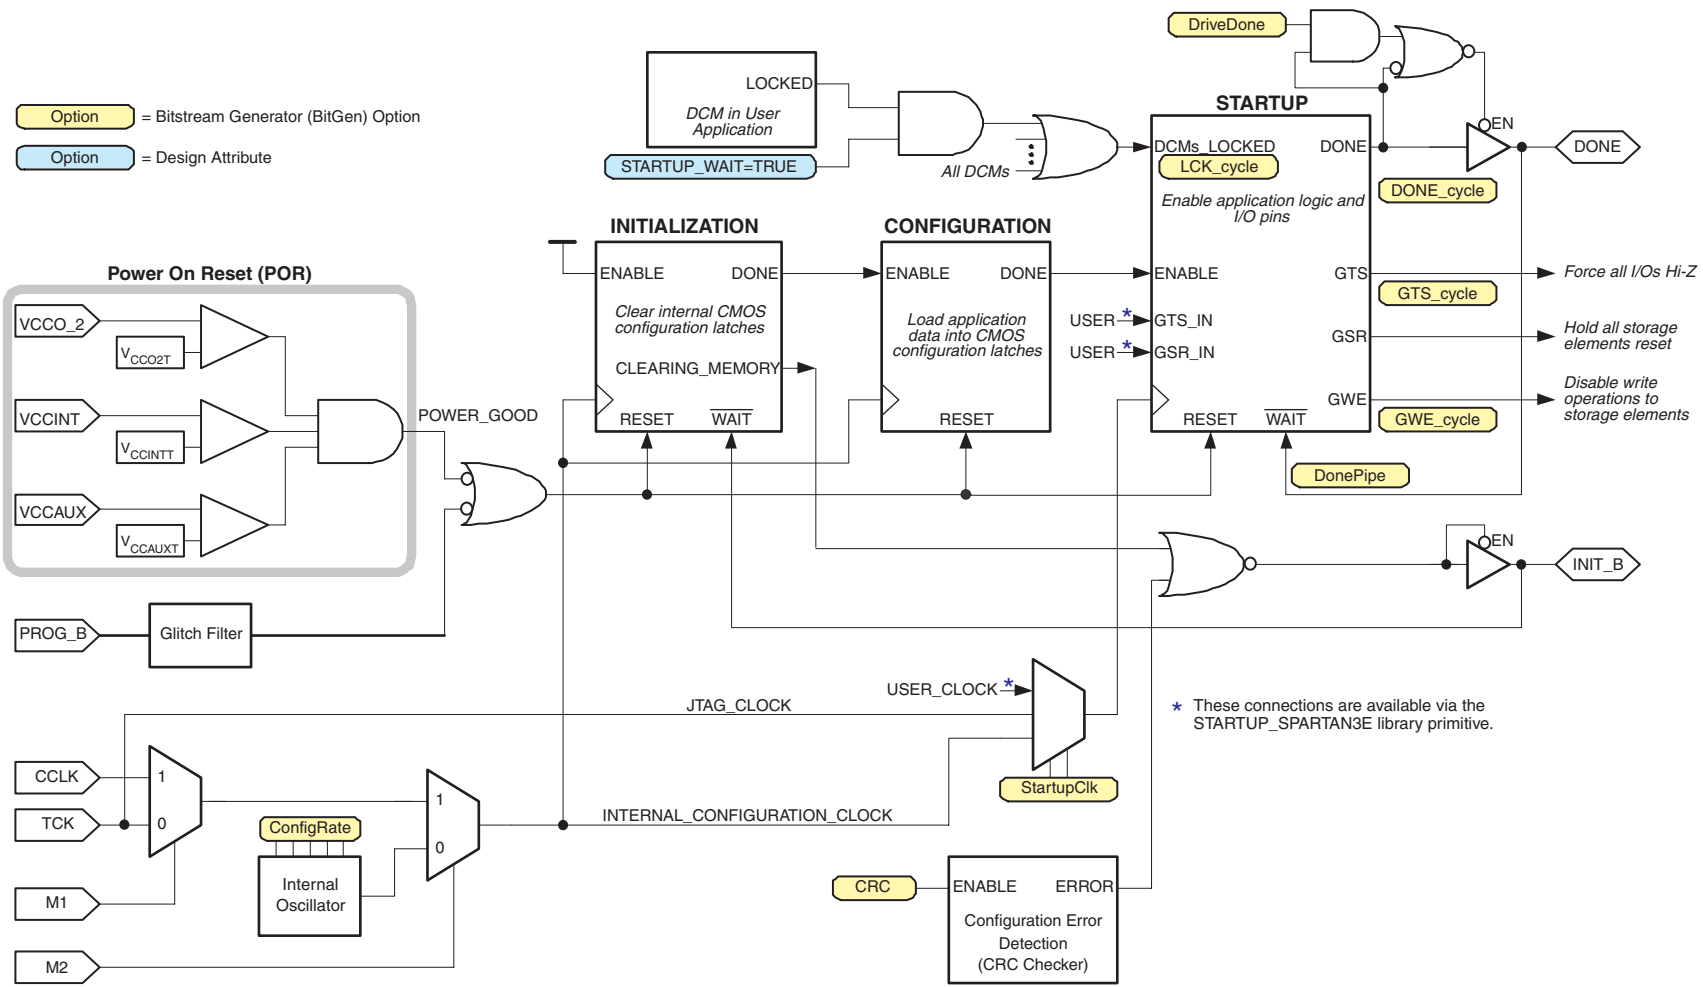 DriveDone
STARTUP
LOCKED
DCM in User
Application
STARTUP_WAIT=TRUE
All DCMs
Option = Bitstream Generator (BitGen) Option
Option = Design Attribute
DCMs_LOCKED
LCK_cycle
DONE
EN
DONE
DONE_cycle
Enable application logic and
I/O pins
INITIALIZATION
CONFIGURATION
Power On Reset (POR)
ENABLE DONE
Clear internal CMOS
configuration latches
CLEARING_MEMORY
RESET WAIT
ENABLE DONE
Load application
data into CMOS
configuration latches
RESET
ENABLE
USER * GTS_IN
USER * GSR_IN
GTS
GTS_cycle
Force all I/Os Hi-Z
GSR
Hold all storage
elements reset
GWE
GWE_cycle
Disable write
operations to
storage elements
RESET WAIT
DonePipe
VCCO_2
VCCO2T
VCCINT
VCCINTT
VCCAUX
VCCAUXT
POWER_GOOD
EN
INIT_B
PROG_B
Glitch Filter
USER_CLOCK *
JTAG_CLOCK
* These connections are available via the
STARTUP_SPARTAN3E library primitive.
CCLK
1
TCK
0
1
0
StartupClk
INTERNAL_CONFIGURATION_CLOCK
ConfigRate
Internal
Oscillator
M1
M2
CRC
ENABLE ERROR
Configuration Error
Detection
(CRC Checker)